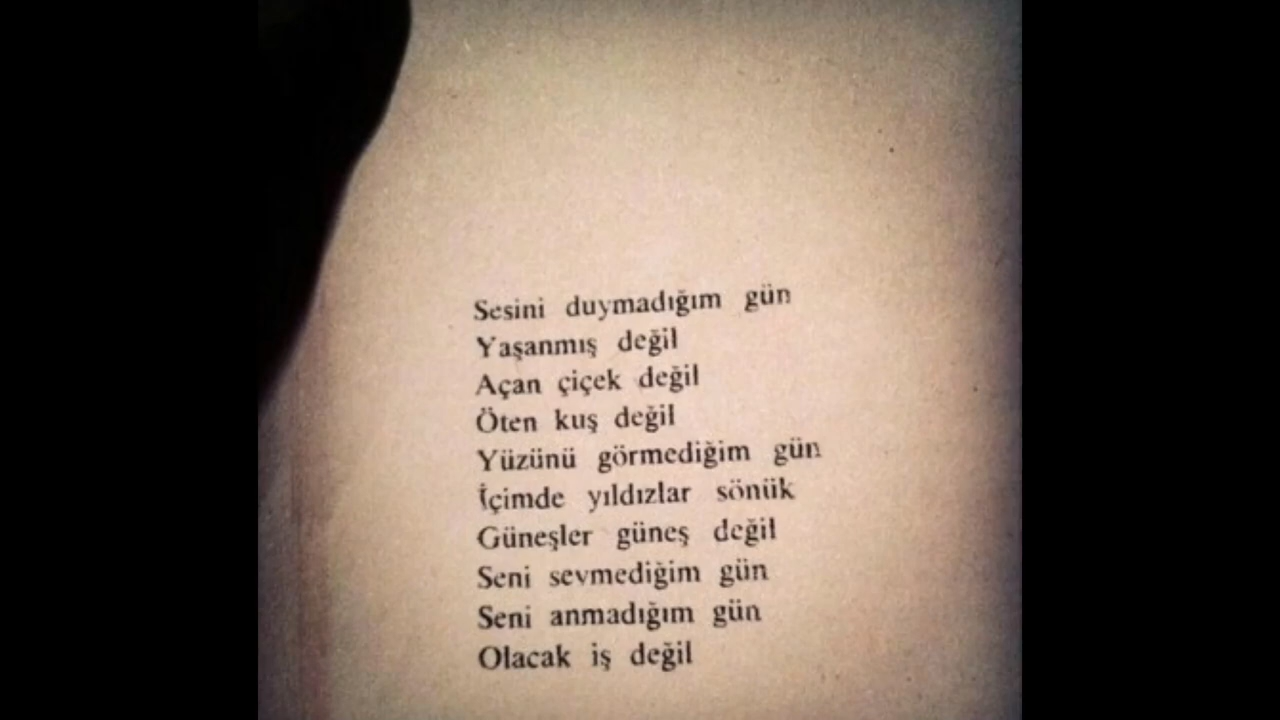 Sesini duymadığım gün
Yaşanmış değil
Açan çiçek değil
Öten kuş değil
Yüzünü görmediğim gün
İçimde yıldızlar sönük
Güneşler güneş değil
Seni sevmediğim gün
Seni anmadığım gün
Olacak iş değil